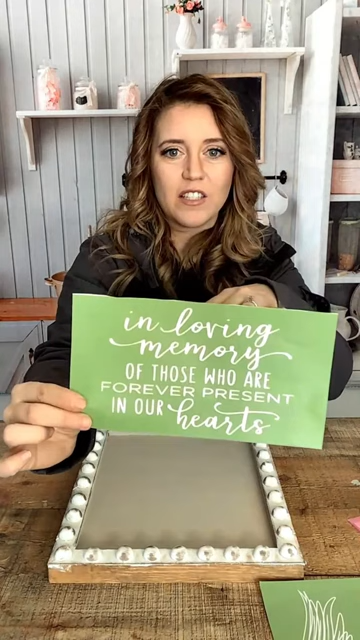 in loving
memory
OF THOSE WHO ARE
FOREVER PRESENT
IN OUR hearts